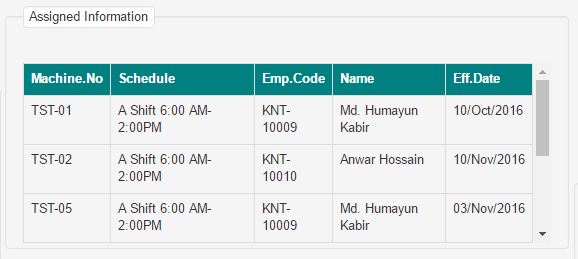 Assigned Information
Machine.No Schedule Emp.Code Name Eff.Date
TST-01 A Shift 6:00 AM- KNT- Md. Humayun 10/Oct/2016
2:00PM 10009 Kabir
TST-02 A Shift 6:00 AM- KNT- Anwar Hossain 10/Nov/2016
2:00PM 10010
TST-05 A Shift 6:00 AM- KNT- Md. Humayun 03/Nov/2016
2:00PM 10009 Kabir